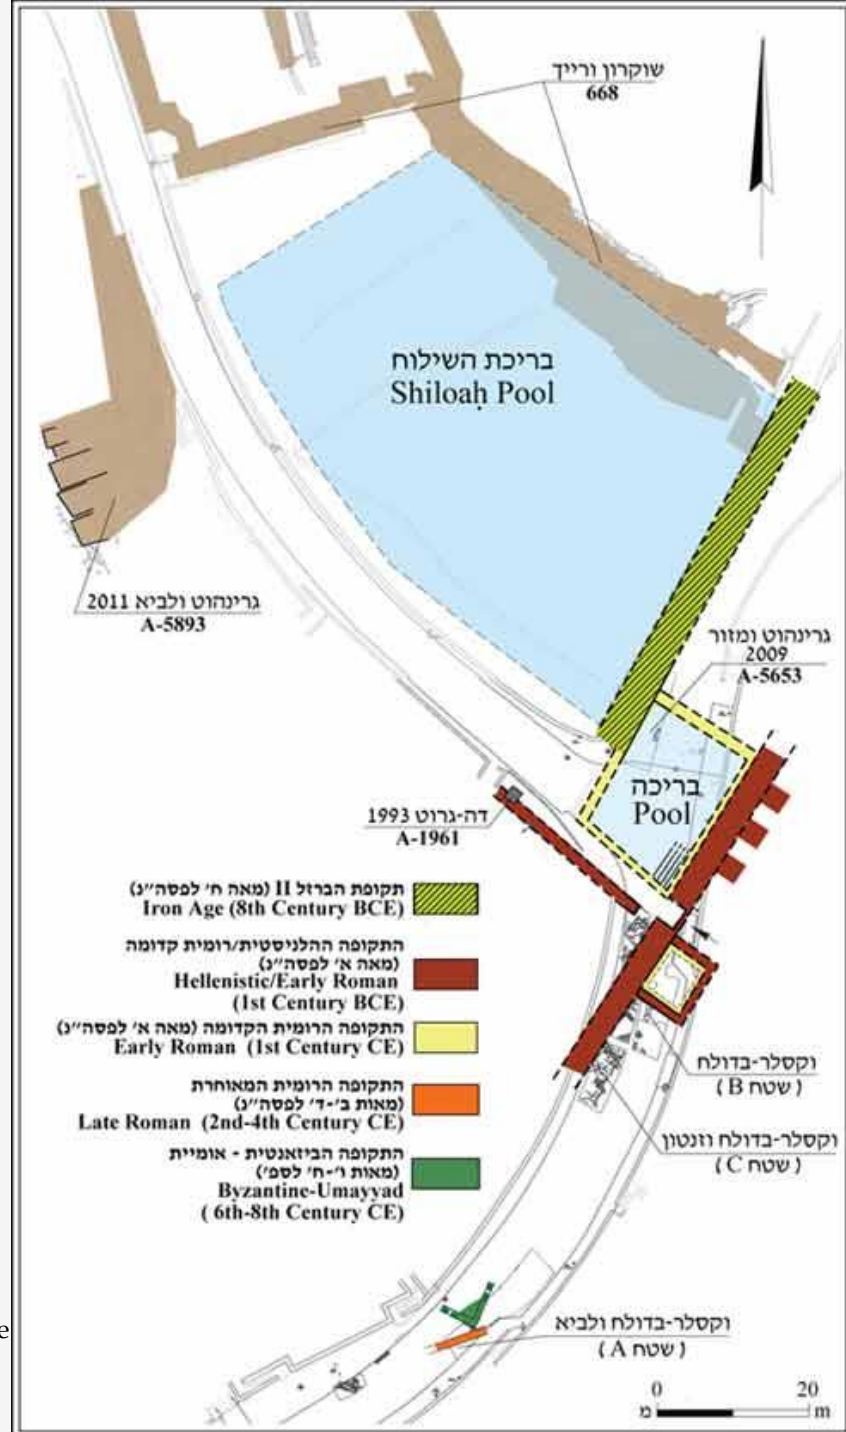 שוקרון ורייך
668
בריכת השילוח
Shiloaḥ Pool
גרינהוט ולביא 2011
A-5893
גרינהוט ומזור
2009
A-5653
בריכה
Pool
דה-גרוט 1993
A-1961
תקופת הברזל II (מאה ח' לפסה״נ)
Iron Age (8th Century BCE)
התקופה ההלניסטית/רומית קדומה
(מאה א' לפסה״נ)
Hellenistic/Early Roman
(1st Century BCE)
התקופה הרומית הקדומה (מאה א' לפסה״נ)
Early Roman (1st Century CE)
התקופה הרומית המאוחרת
(מאות ב'-ד' לפסה״נ)
Late Roman (2nd-4th Century CE)
התקופה הביזאנטית - אומיית
(מאות ו'-ח' לספ')
Byzantine-Umayyad
( 6th-8th Century CE)
וקסלר-בדולח
(שטח B )
וקסלר-בדולח וזנטון
(שטח C )
וקסלר-בדולח ולביא
(שטח A )
0 20
מ m
e